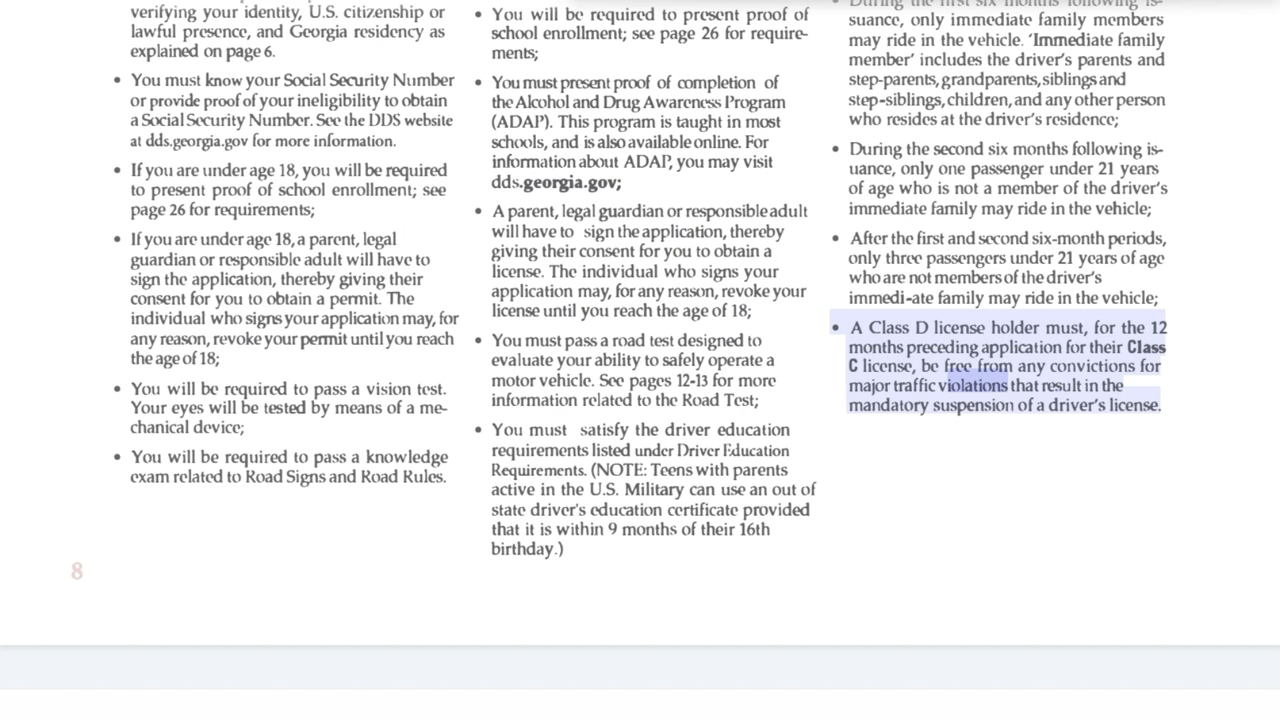 verifying your identity, U.S. citizenship or
lawful presence, and Georgia residency as
explained on page 6.
• You must know your Social Security Number
or provide proof of your ineligibility to obtain
a Social Security Number. See the DDS website
at dds.georgia.gov for more information.
• If you are under age 18, you will be required
to present proof of school enrollment; see
page 26 for requirements;
• If you are under age 18, a parent, legal
guardian or responsible adult will have to
sign the application, thereby giving their
consent for you to obtain a permit. The
individual who signs your application may, for
any reason, revoke your permit until you reach
the age of 18;
• You will be required to pass a vision test.
Your eyes will be tested by means of a me-
chanical device;
• You will be required to pass a knowledge
exam related to Road Signs and Road Rules.
• You will be required to present proof of
school enrollment; see page 26 for require-
ments;
• You must present proof of completion of
the Alcohol and Drug Awareness Program
(ADAP). This program is taught in most
schools, and is also available online. For
information about ADAP, you may visit
dds.georgia.gov;
• A parent, legal guardian or responsible adult
will have to sign the application, thereby
giving their consent for you to obtain a
license. The individual who signs your
application may, for any reason, revoke your
license until you reach the age of 18;
• You must pass a road test designed to
evaluate your ability to safely operate a
motor vehicle. See pages 12-13 for more
information related to the Road Test;
• You must satisfy the driver education
requirements listed under Driver Education
Requirements. (NOTE: Teens with parents
active in the U.S. Military can use an out of
state driver's education certificate provided
that it is within 9 months of their 16th
birthday.)
• During the first six months following is-
suance, only immediate family members
may ride in the vehicle. ‘Immediate family
member’ includes the driver’s parents and
step-parents, grandparents, siblings and
step-siblings, children, and any other person
who resides at the driver’s residence;
• During the second six months following is-
uance, only one passenger under 21 years
of age who is not a member of the driver’s
immediate family may ride in the vehicle;
• After the first and second six-month periods,
only three passengers under 21 years of age
who are not members of the driver’s
immedi-ate family may ride in the vehicle;
• A Class D license holder must, for the 12
months preceding application for their Class
C license, be free from any convictions for
major traffic violations that result in the
mandatory suspension of a driver’s license.
8